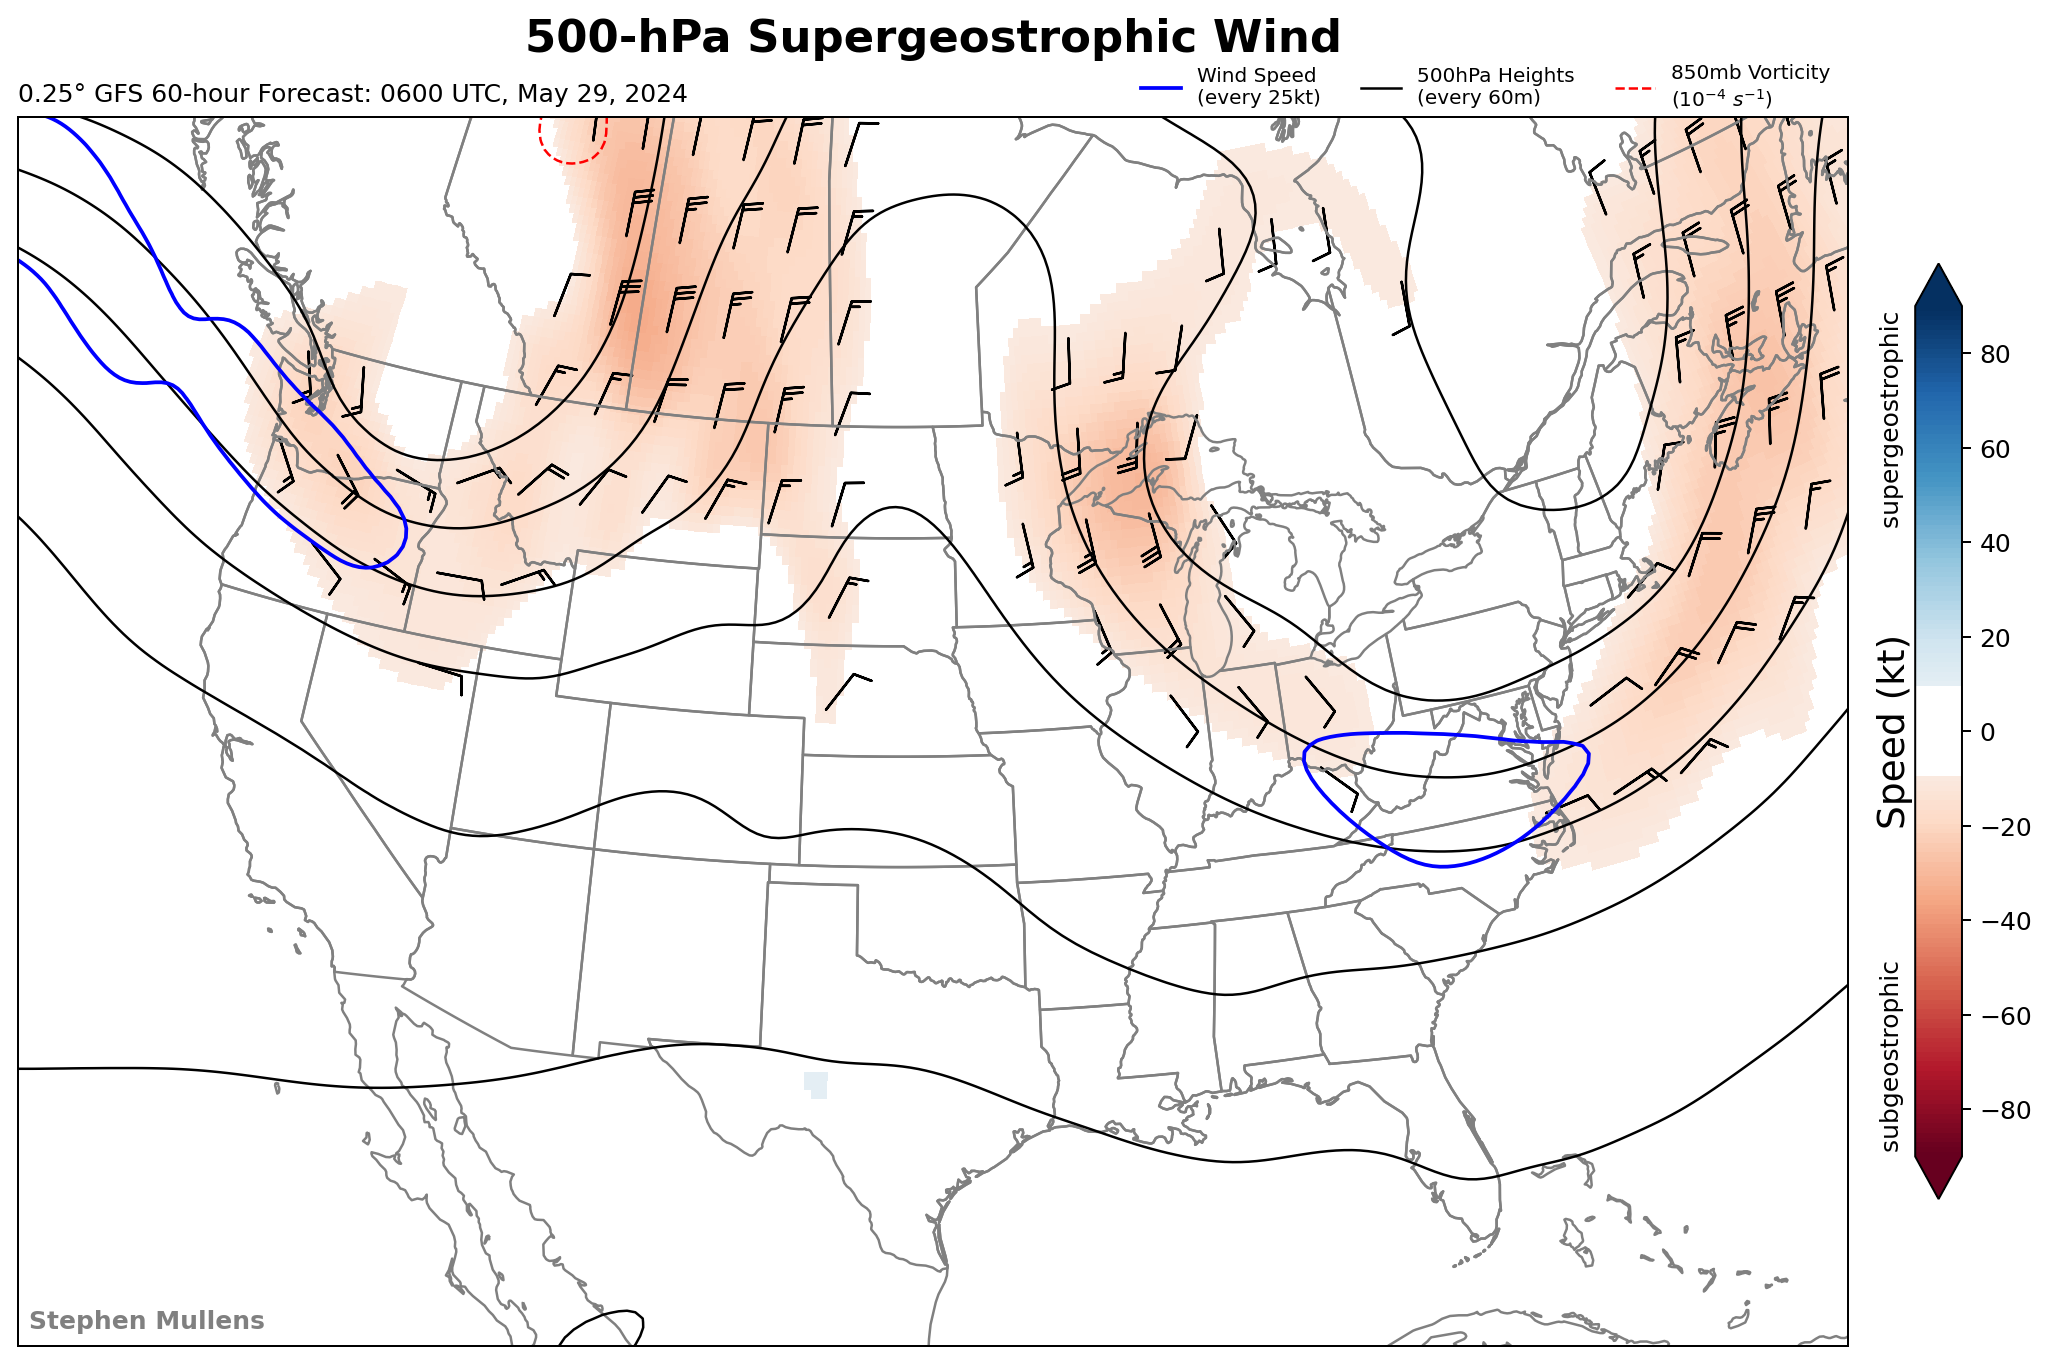 500-hPa Supergeostrophic Wind
0.25° GFS 60-hour Forecast: 0600 UTC, May 29, 2024
Wind Speed
(every 25kt)
500hPa Heights
(every 60m)
850mb Vorticity
(10⁻⁴ s⁻¹)
supergeostrophic
Speed (kt)
subgeostrophic
80
60
40
20
0
−20
−40
−60
−80
Stephen Mullens